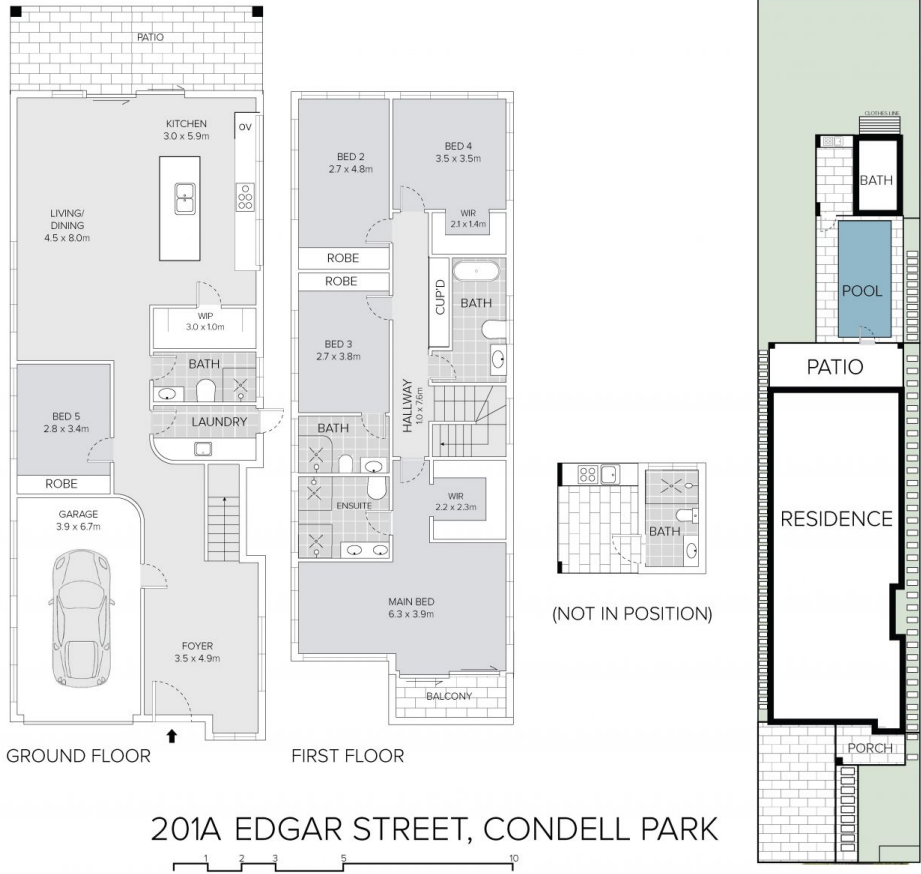 PATIO
KITCHEN
3.0 x 5.9m
OV
LIVING/
DINING
4.5 x 8.0m
WIP
3.0 x 1.0m
BATH
LAUNDRY
BED 5
2.8 x 3.4m
ROBE
GARAGE
3.9 x 6.7m
FOYER
3.5 x 4.9m
GROUND FLOOR
BED 2
2.7 x 4.8m
BED 4
3.5 x 3.5m
WIR
2.1 x 1.4m
ROBE
ROBE
CUP'D
BATH
BED 3
2.7 x 3.8m
HALLWAY
1.0 x 7.6m
BATH
ENSUITE
WIR
2.2 x 2.3m
MAIN BED
6.3 x 3.9m
BALCONY
FIRST FLOOR
BATH
(NOT IN POSITION)
CLOTHES LINE
BATH
POOL
PATIO
RESIDENCE
PORCH
201A EDGAR STREET, CONDELL PARK
1 2 3 5 10